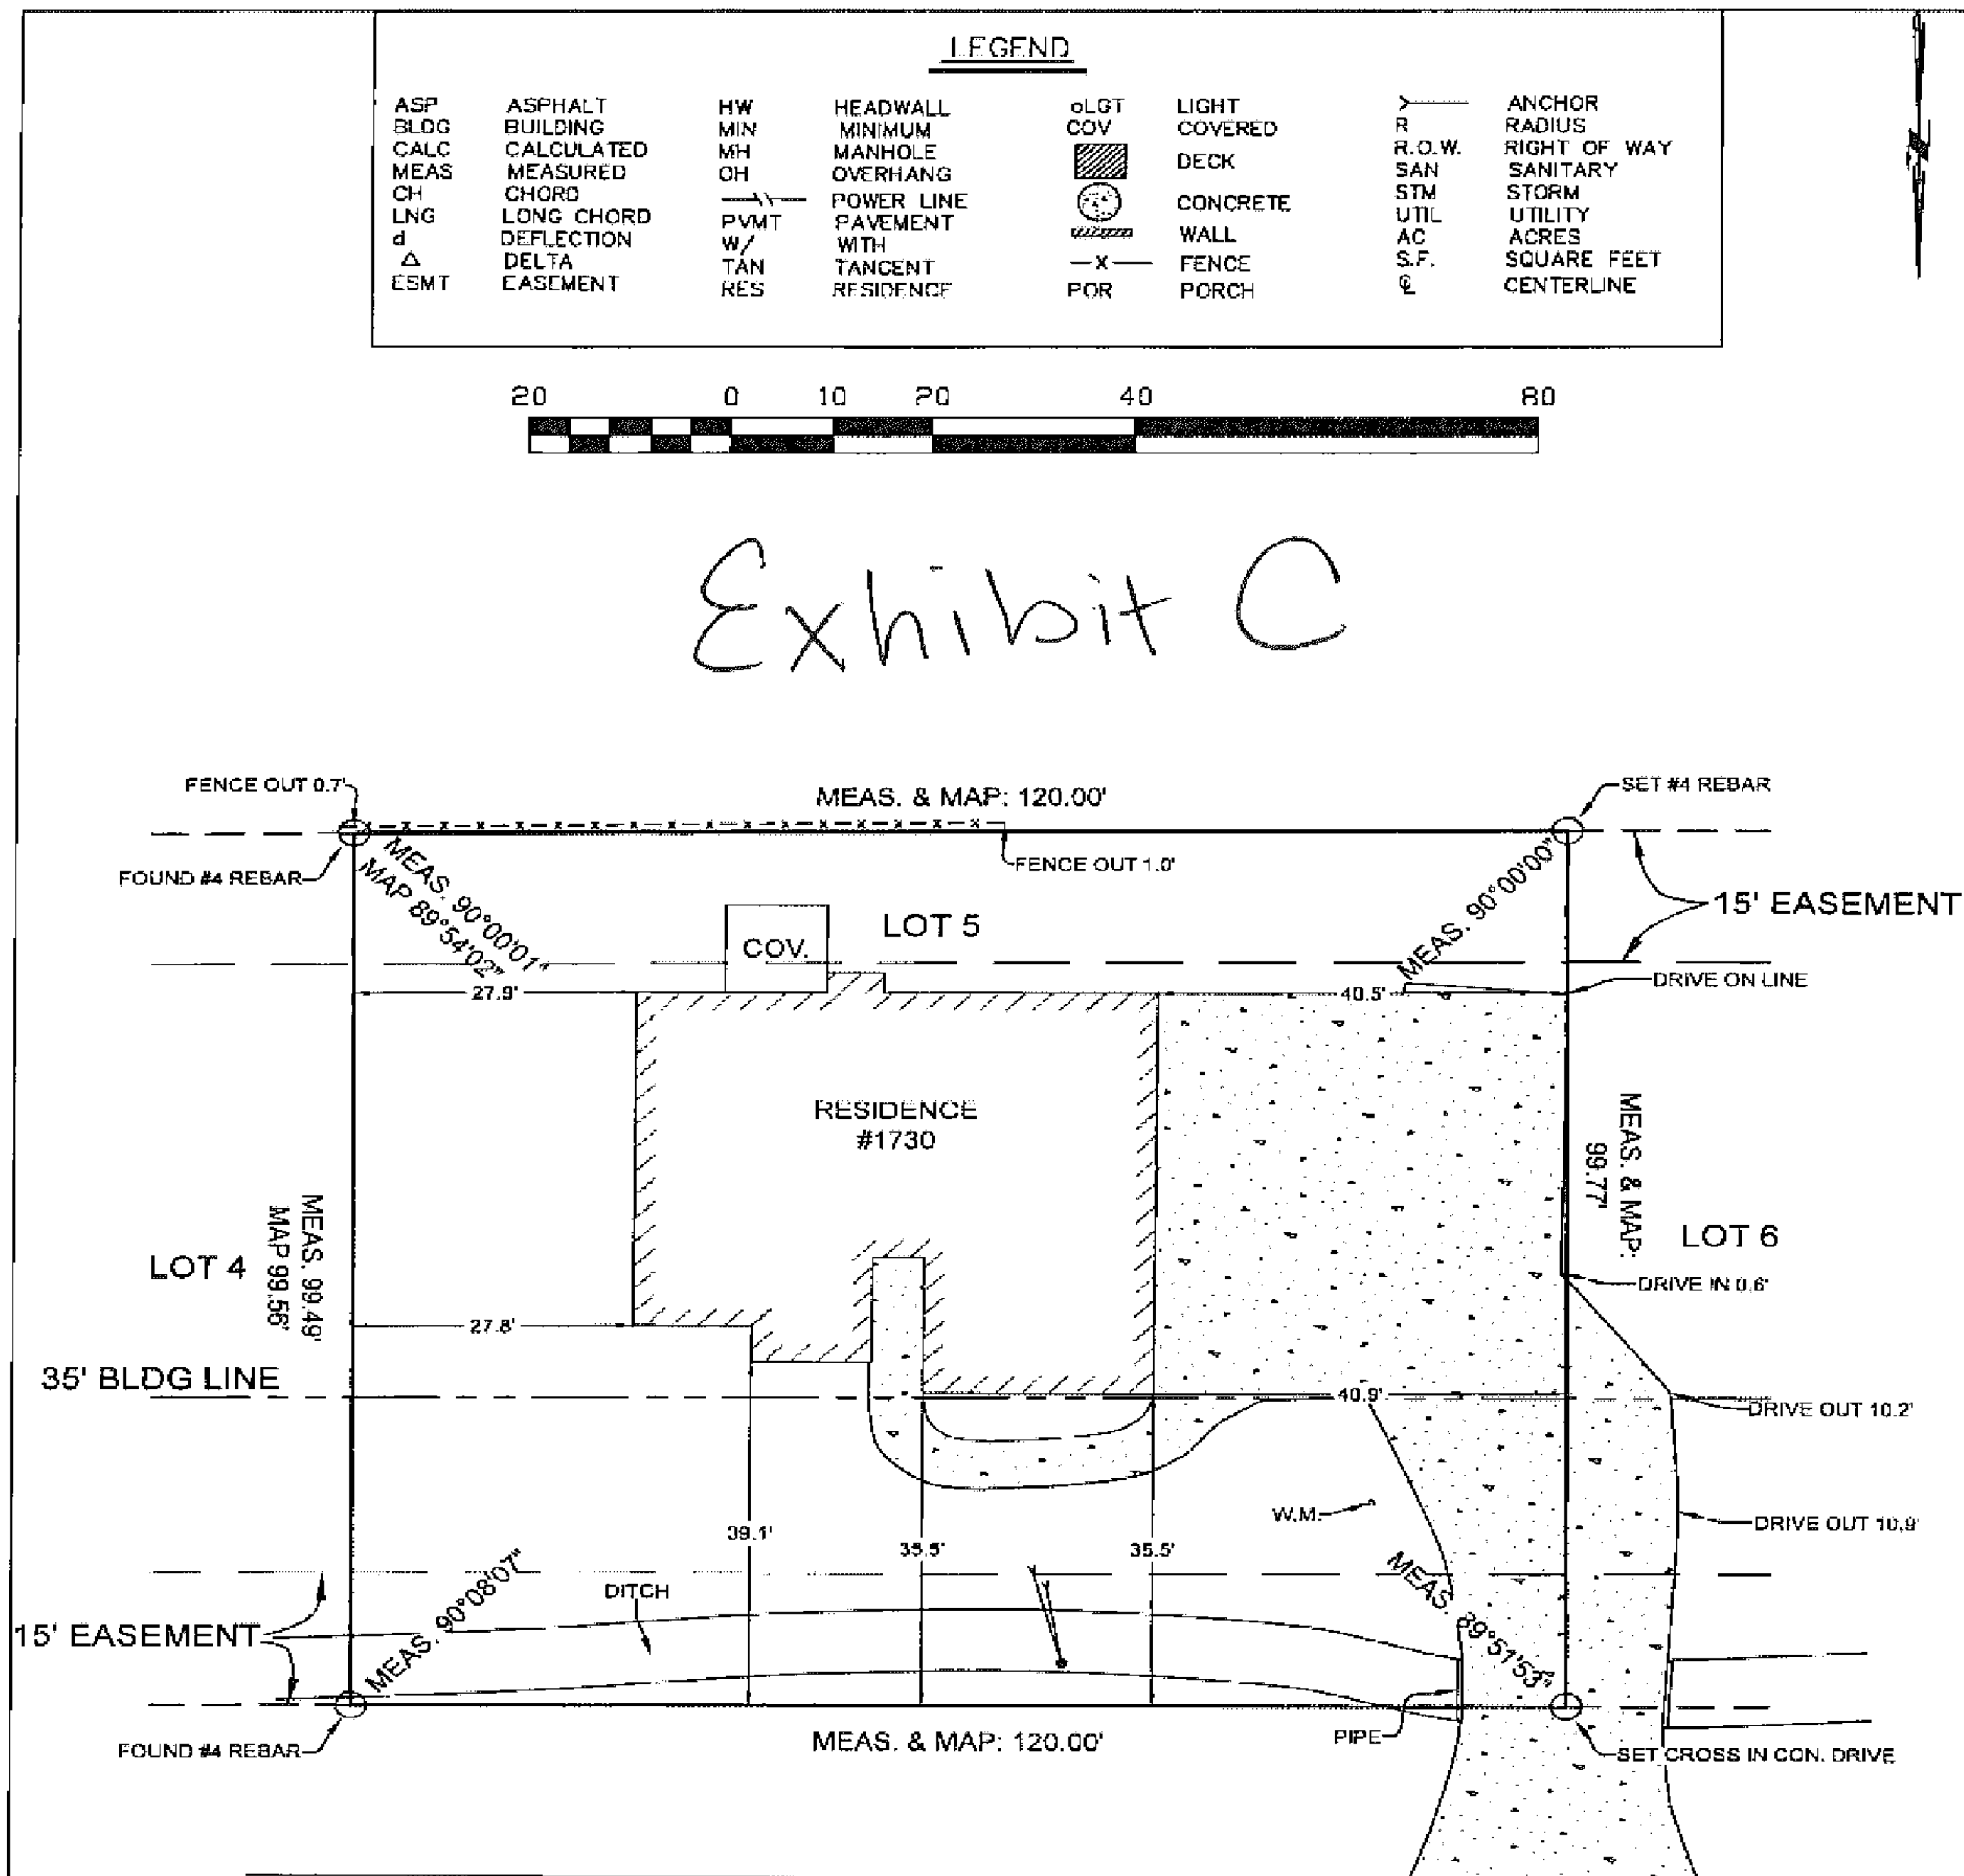 LEGEND
ASP ASPHALT HW HEADWALL oLGT LIGHT ANCHOR
BLDG BUILDING MIN MINIMUM COV COVERED R RADIUS
CALC CALCULATED MH MANHOLE DECK R.O.W. RIGHT OF WAY
MEAS MEASURED OH OVERHANG SAN SANITARY
CH CHORD POWER LINE CONCRETE STM STORM
LNG LONG CHORD PVMT PAVEMENT UTIL UTILITY
d DEFLECTION W/ WITH WALL AC ACRES
Δ DELTA TAN TANGENT FENCE S.F. SQUARE FEET
ESMT EASEMENT RES RESIDENCE POR PORCH ℄ CENTERLINE
20 0 10 20 40 80
Exhibit C
FENCE OUT 0.7'
MEAS. & MAP: 120.00'
SET #4 REBAR
FOUND #4 REBAR
MEAS. 90°00'01"
MAP 89°54'02"
FENCE OUT 1.0'
MEAS. 90°00'00"
15' EASEMENT
LOT 5
COV.
DRIVE ON LINE
27.9'
40.5'
RESIDENCE
#1730
MEAS. & MAP:
99.77'
LOT 4
MEAS. 99.49'
MAP 99.56'
LOT 6
DRIVE IN 0.6'
27.8'
35' BLDG LINE
40.9'
DRIVE OUT 10.2'
W.M.
DRIVE OUT 10.9'
39.1'
35.5'
35.5'
DITCH
MEAS. 89°51'53"
15' EASEMENT
MEAS. 90°08'07"
FOUND #4 REBAR
MEAS. & MAP: 120.00'
PIPE
SET CROSS IN CON. DRIVE